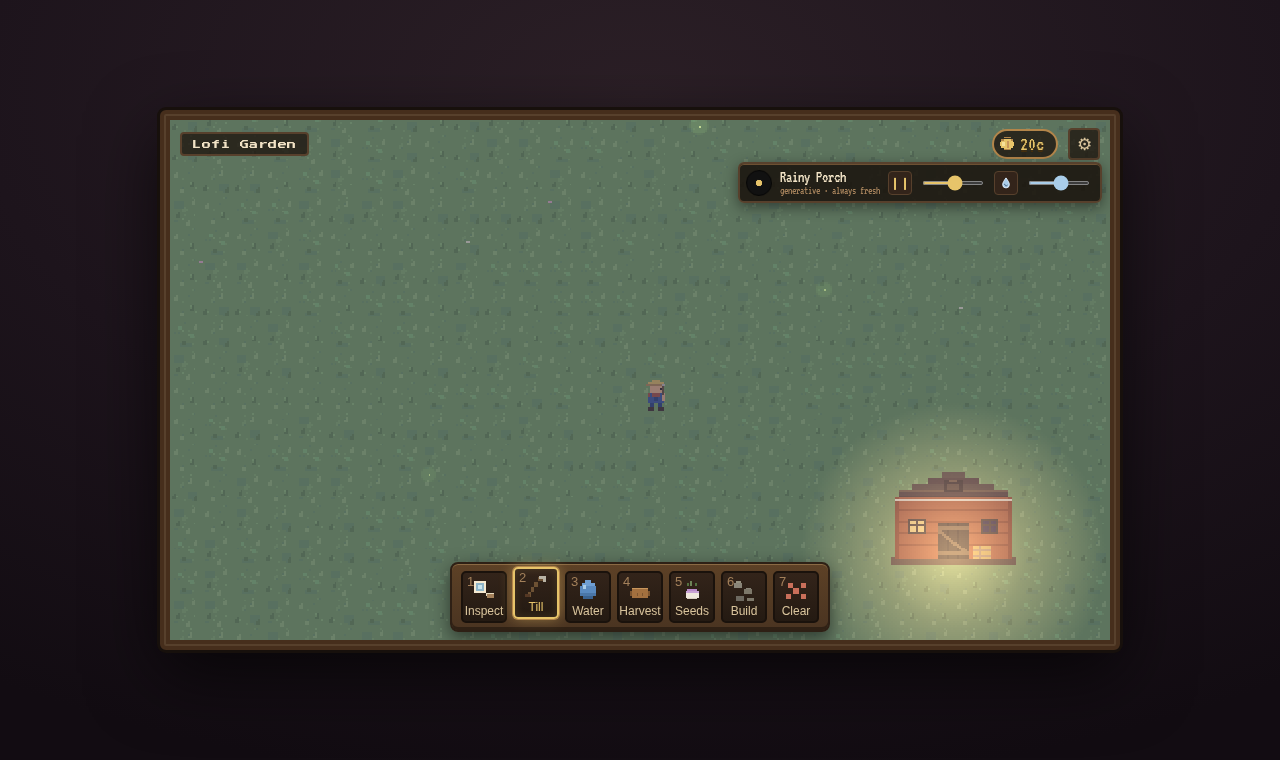 Lofi Garden
20c
Rainy Porch
generative · always fresh
1 Inspect
2 Till
3 Water
4 Harvest
5 Seeds
6 Build
7 Clear